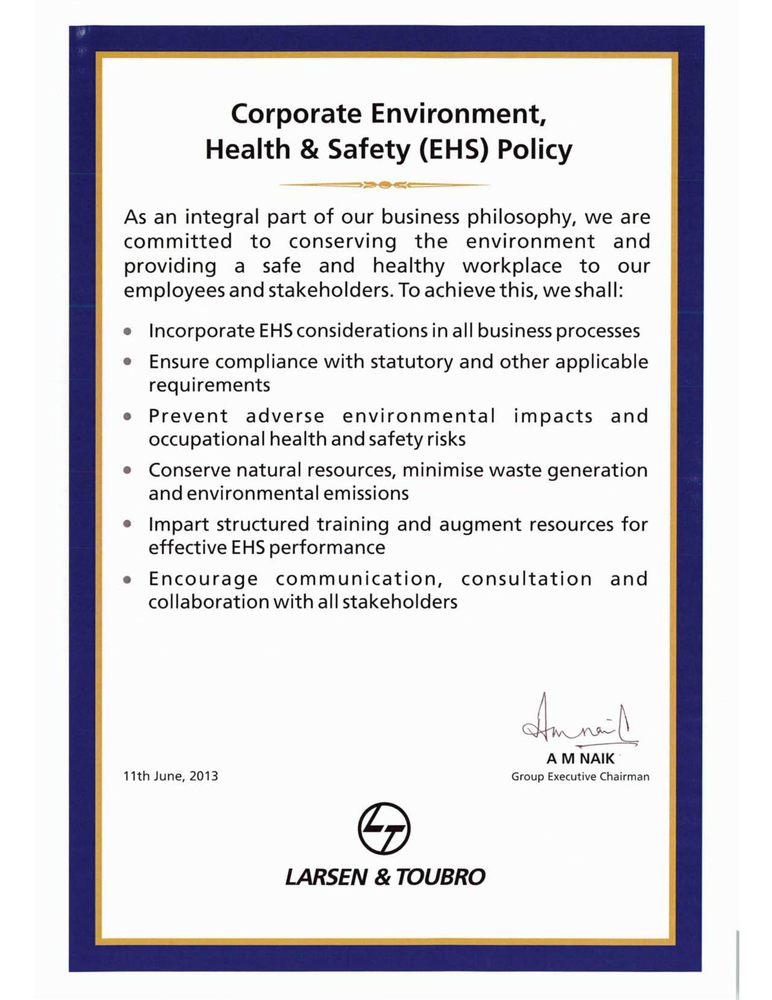 Corporate Environment,
Health & Safety (EHS) Policy
As an integral part of our business philosophy, we are
committed to conserving the environment and
providing a safe and healthy workplace to our
employees and stakeholders. To achieve this, we shall:
• Incorporate EHS considerations in all business processes
• Ensure compliance with statutory and other applicable
requirements
• Prevent adverse environmental impacts and
occupational health and safety risks
• Conserve natural resources, minimise waste generation
and environmental emissions
• Impart structured training and augment resources for
effective EHS performance
• Encourage communication, consultation and
collaboration with all stakeholders
Amnaik
A M NAIK
11th June, 2013 Group Executive Chairman
LT
LARSEN & TOUBRO